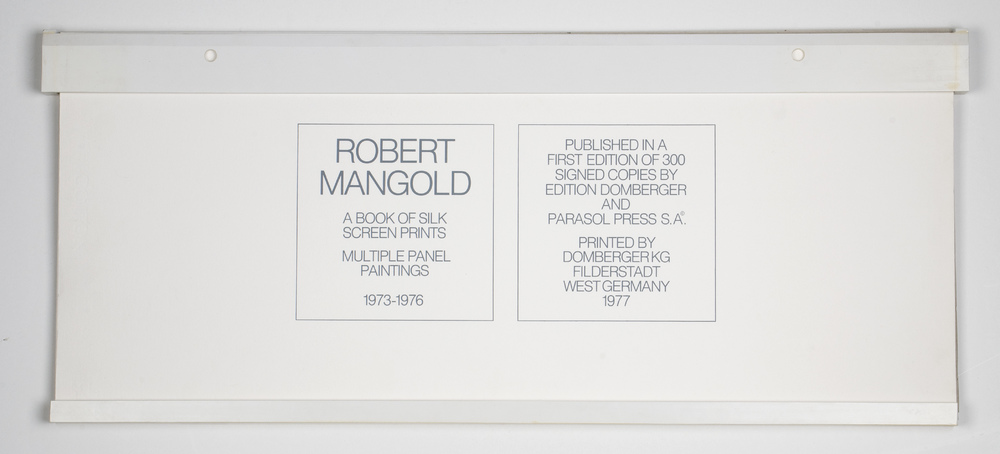 ROBERT
MANGOLD
A BOOK OF SILK
SCREEN PRINTS
MULTIPLE PANEL
PAINTINGS
1973-1976
PUBLISHED IN A
FIRST EDITION OF 300
SIGNED COPIES BY
EDITION DOMBERGER
AND
PARASOL PRESS S.A.®
PRINTED BY
DOMBERGER KG
FILDERSTADT
WEST GERMANY
1977